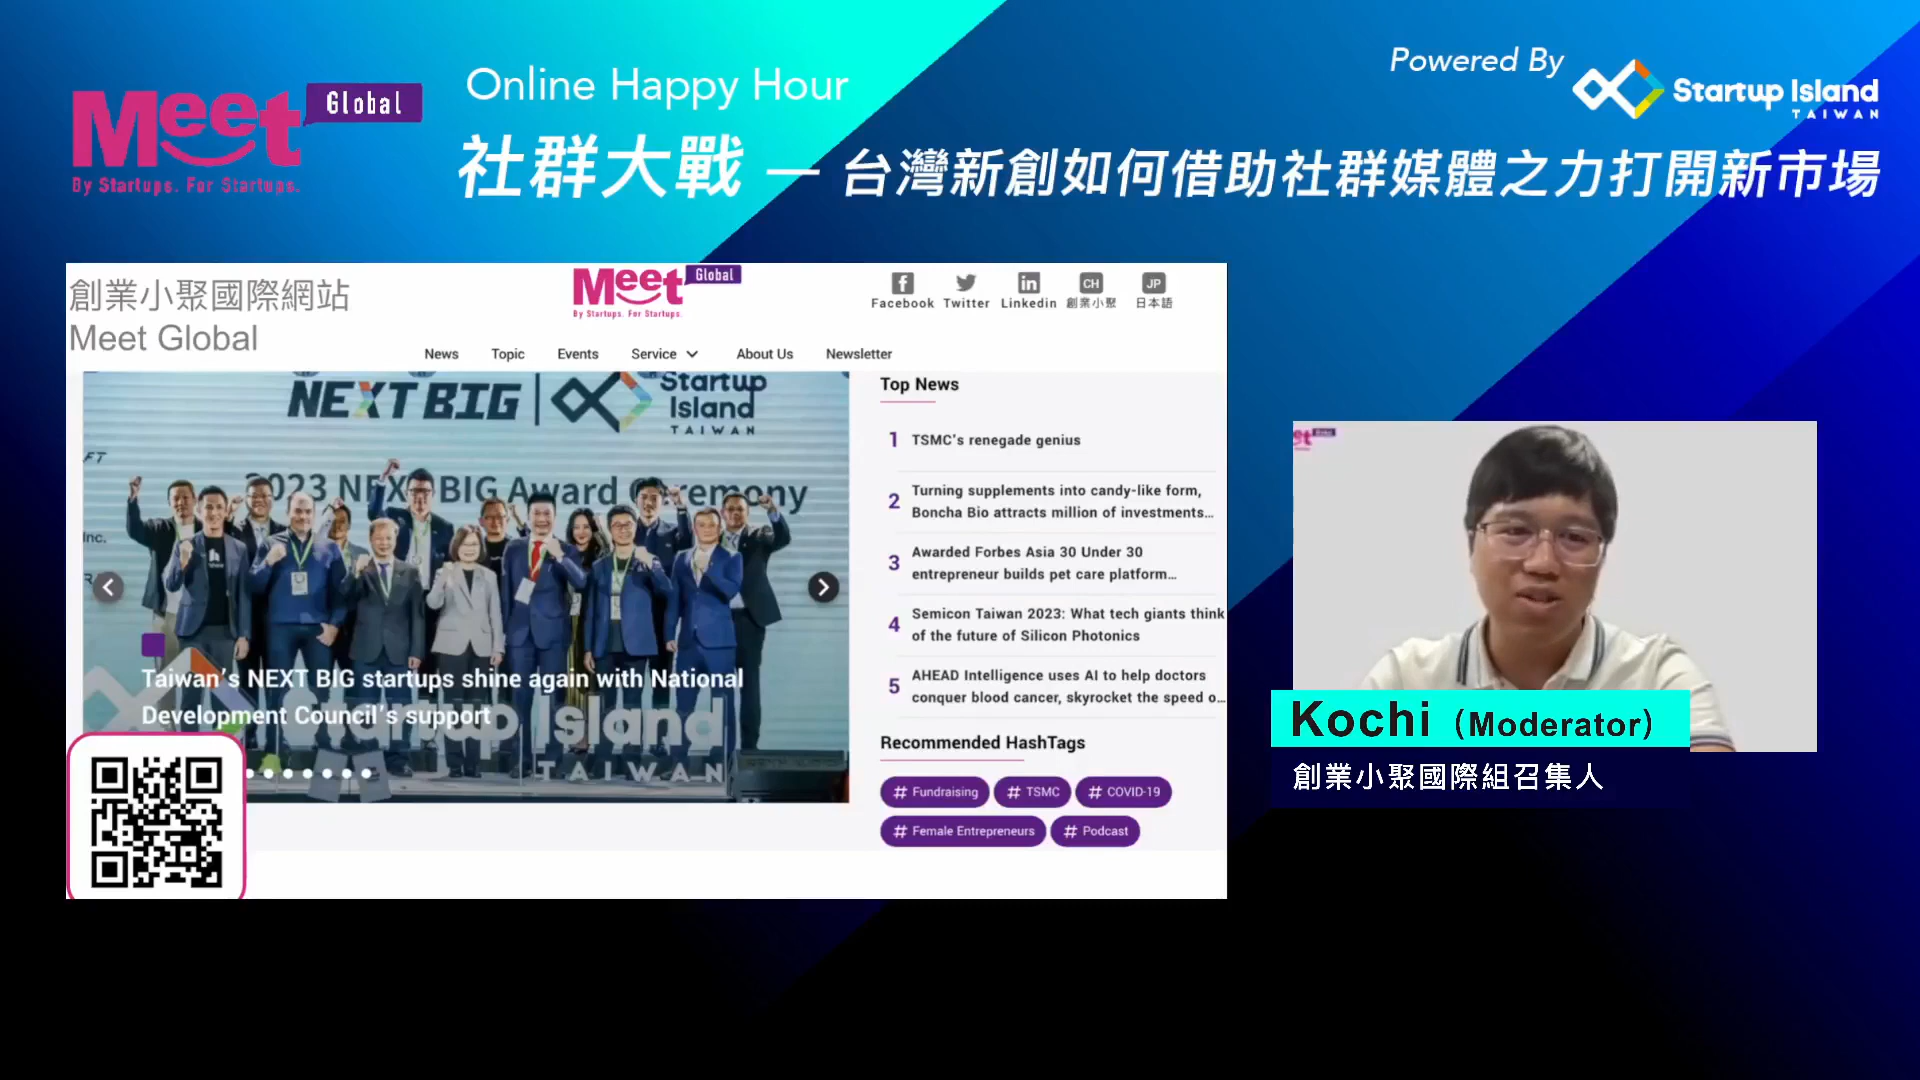 Meet Global
By Startups. For Startups.
Online Happy Hour
Powered By
Startup Island
TAIWAN
社群大戰 — 台灣新創如何借助社群媒體之力打開新市場
創業小聚國際網站
Meet Global
Meet Global
By Startups. For Startups.
Facebook Twitter Linkedin 創業小聚 日本語
CH
JP
News Topic Events Service About Us Newsletter
NEXT BIG
Startup
Island
TAIWAN
2023 NEXT BIG Award Ceremony
Inc.
Taiwan's NEXT BIG startups shine again with National
Development Council's support
Startup Island
TAIWAN
Top News
1 TSMC's renegade genius
2 Turning supplements into candy-like form,
Boncha Bio attracts million of investments...
3 Awarded Forbes Asia 30 Under 30
entrepreneur builds pet care platform...
4 Semicon Taiwan 2023: What tech giants think
of the future of Silicon Photonics
5 AHEAD Intelligence uses AI to help doctors
conquer blood cancer, skyrocket the speed o...
Recommended HashTags
# Fundraising # TSMC # COVID-19
# Female Entrepreneurs # Podcast
Kochi (Moderator)
創業小聚國際組召集人